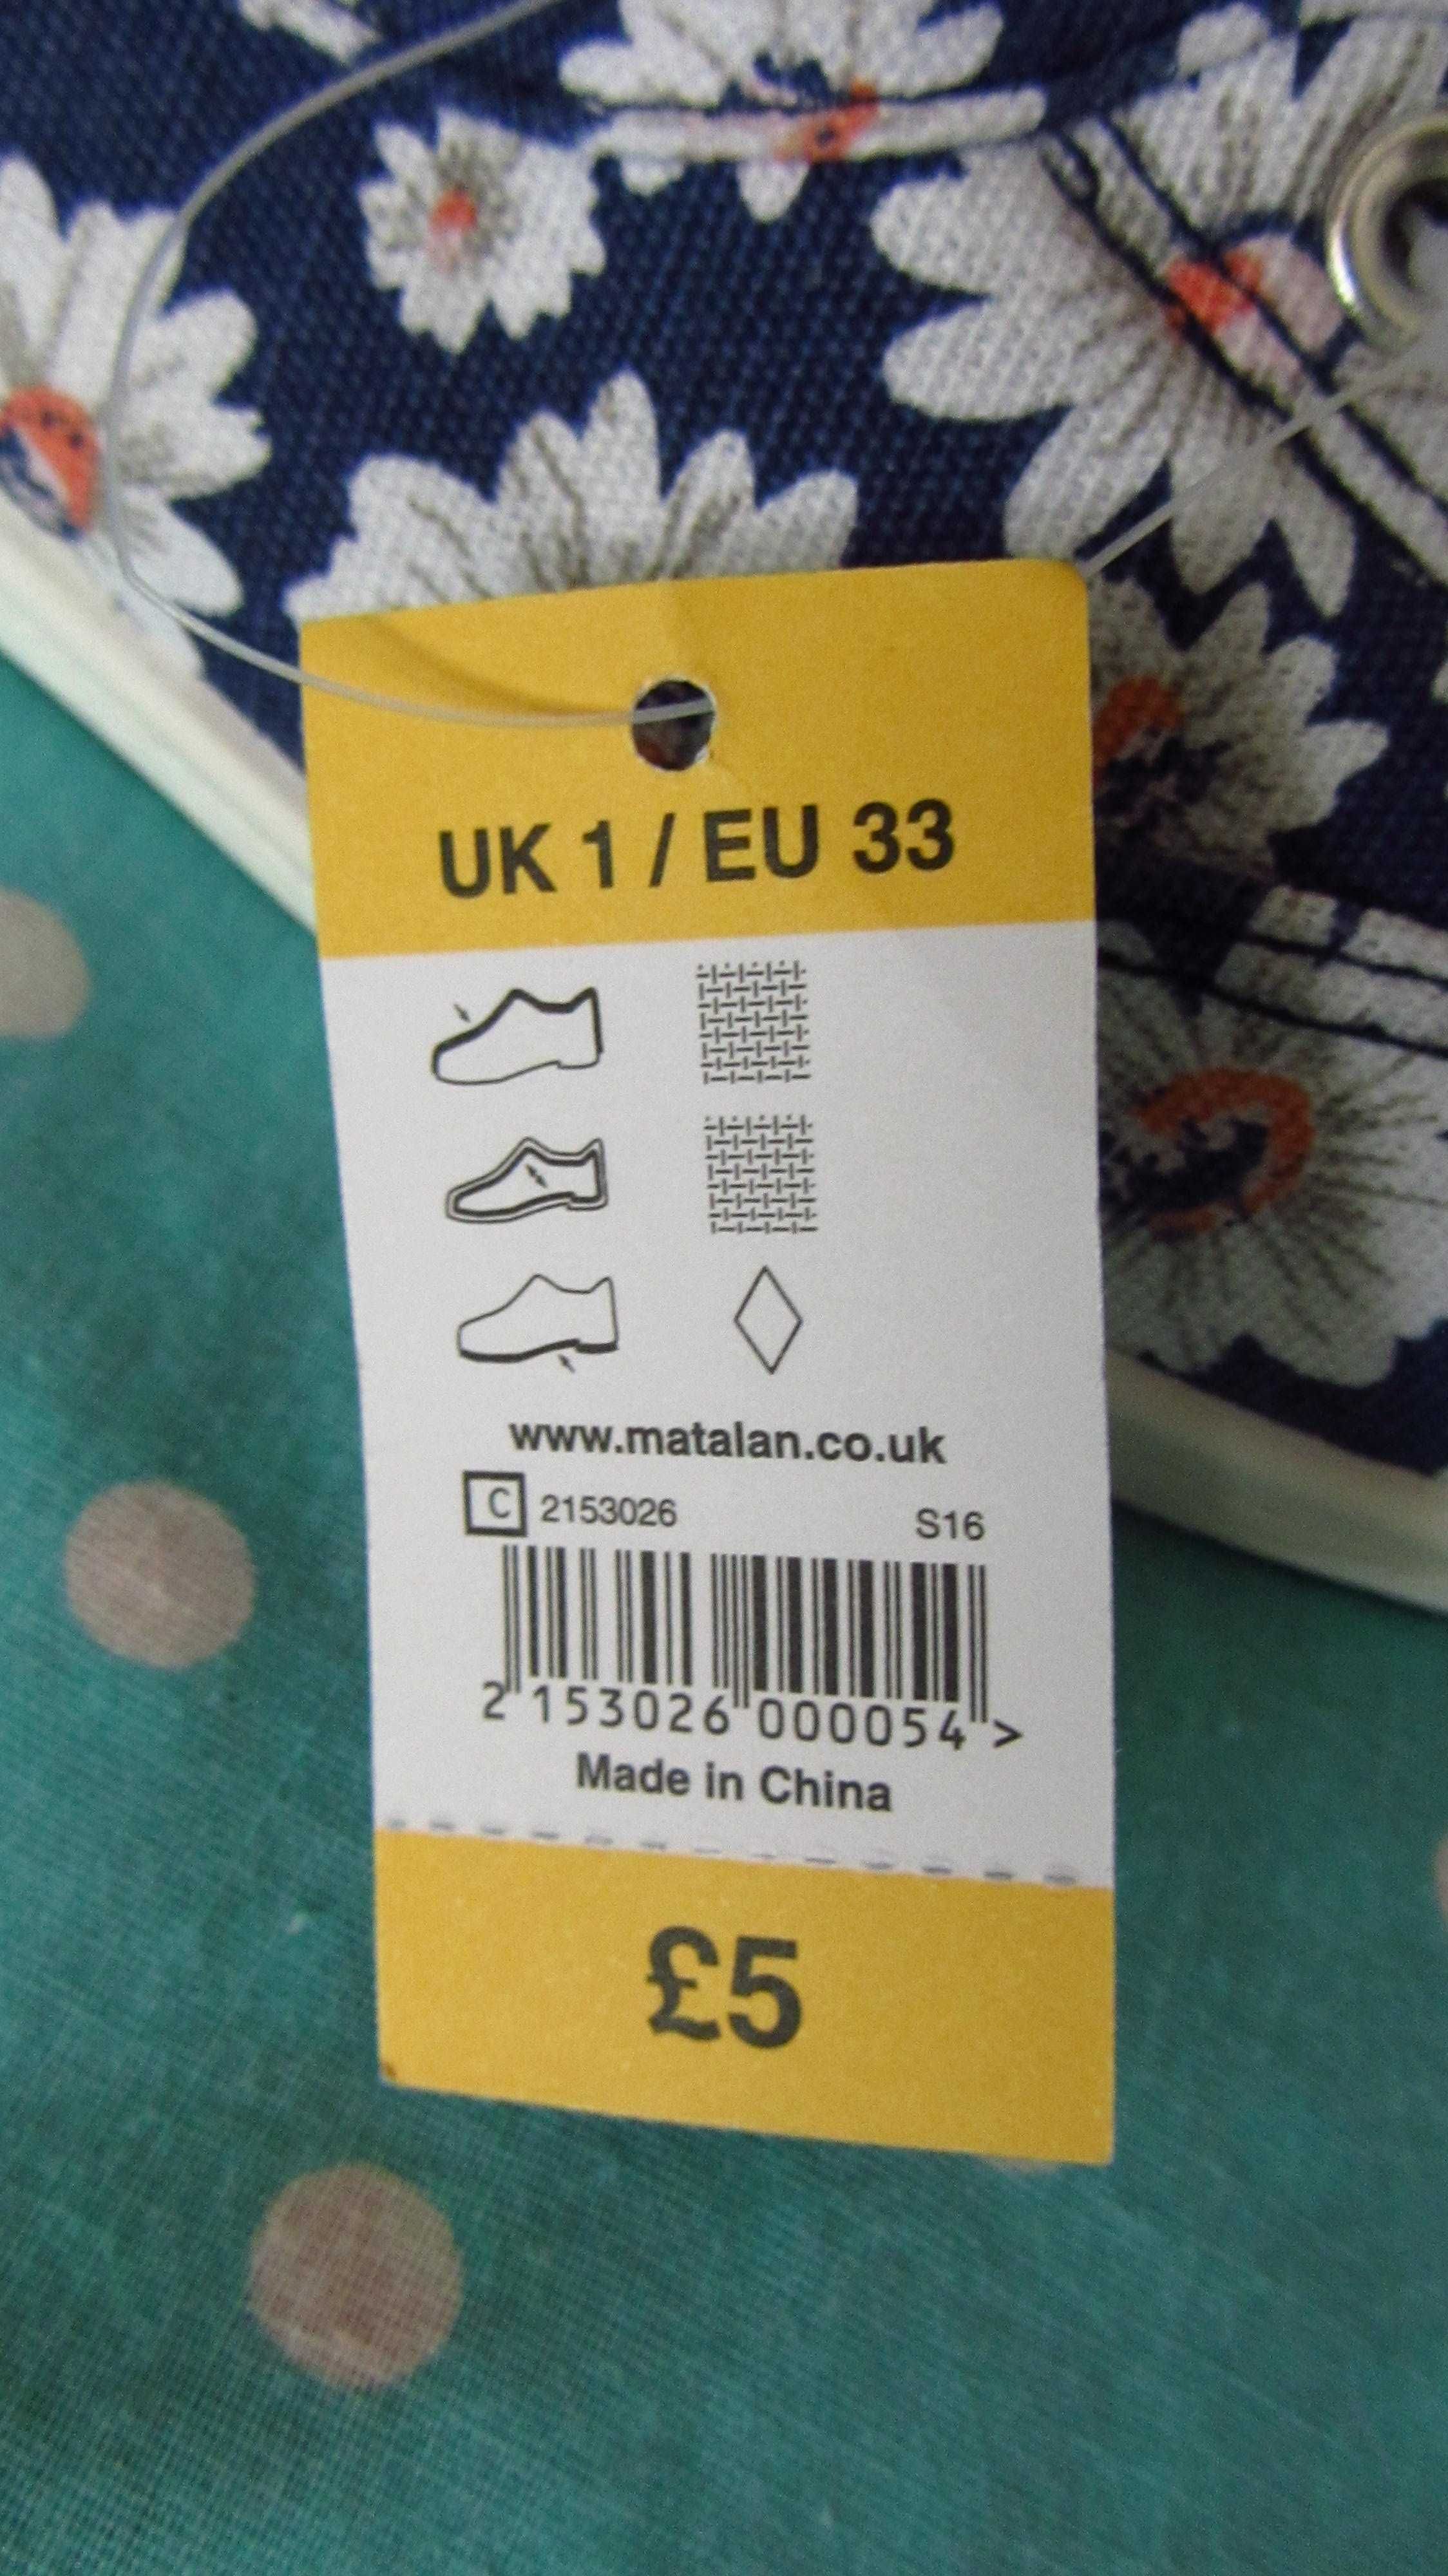 UK 1 / EU 33
www.matalan.co.uk
C 2153026 S16
2 153026 000054 >
Made in China
£5